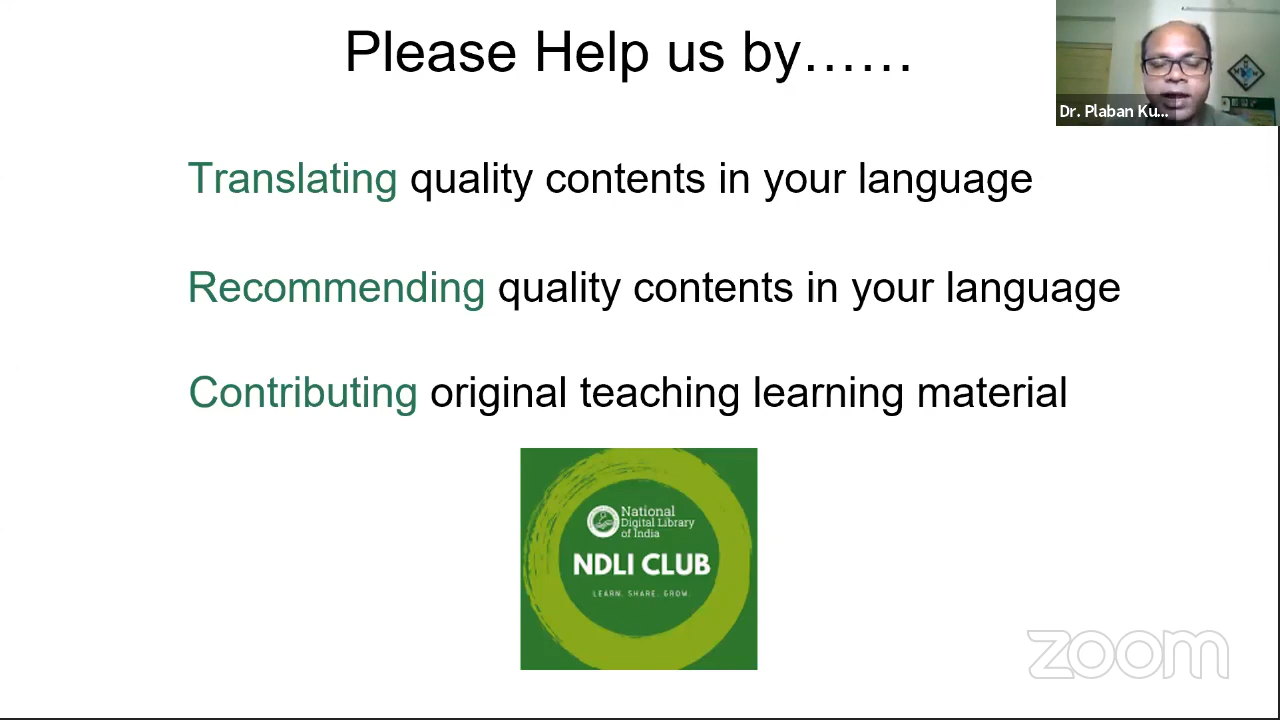 Please Help us by......
Dr. Plaban Ku...
Translating quality contents in your language
Recommending quality contents in your language
Contributing original teaching learning material
National
Digital Library
of India
NDLI CLUB
LEARN. SHARE. GROW.
zoom